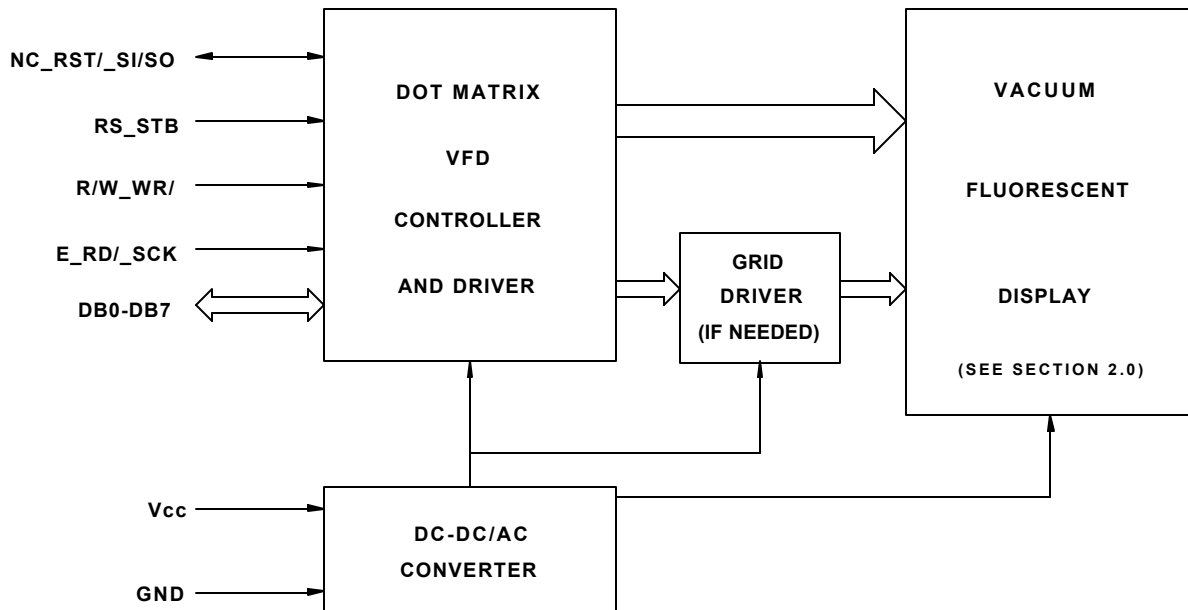 NC_RST/_SI/SO
RS_STB
R/W_WR/
E_RD/_SCK
DB0-DB7
DOT MATRIX
VFD
CONTROLLER
AND DRIVER
GRID
DRIVER
(IF NEEDED)
VACUUM
FLUORESCENT
DISPLAY
(SEE SECTION 2.0)
Vcc
GND
DC-DC/AC
CONVERTER